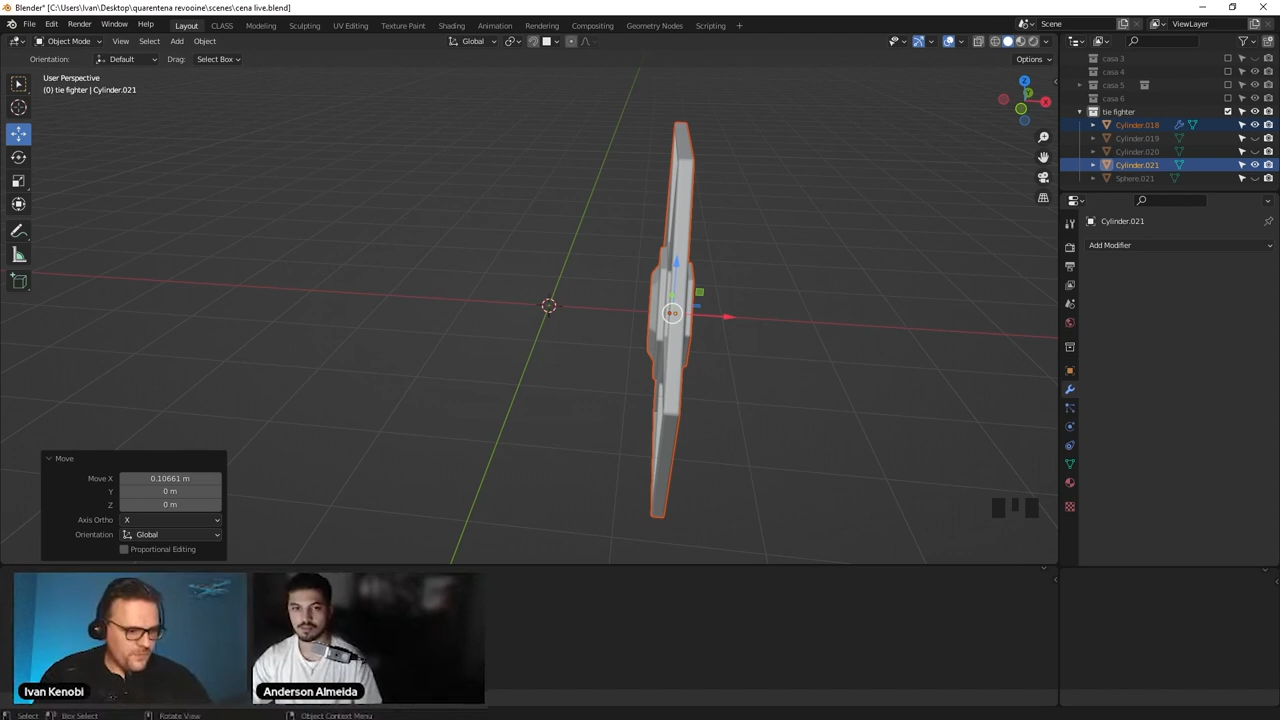 Blender* [C:\Users\Ivan\Desktop\quarentena revooine\scenes\cena live.blend]
File Edit Render Window Help Layout CLASS Modeling Sculpting UV Editing Texture Paint Shading Animation Rendering Compositing Geometry Nodes Scripting + Scene ViewLayer
Object Mode View Select Add Object Global
Orientation: Default Drag: Select Box Options
User Perspective
(0) tie fighter | Cylinder.021
X
Y
Z
casa 3
casa 4
casa 5
casa 6
tie fighter
Cylinder.018
Cylinder.019
Cylinder.020
Cylinder.021
Sphere.021
Cylinder.021
Add Modifier
Move
Move X 0.10661 m
Y 0 m
Z 0 m
Axis Ortho X
Orientation Global
Proportional Editing
Ivan Kenobi
Anderson Almeida
Select Box Select Rotate View Object Context Menu